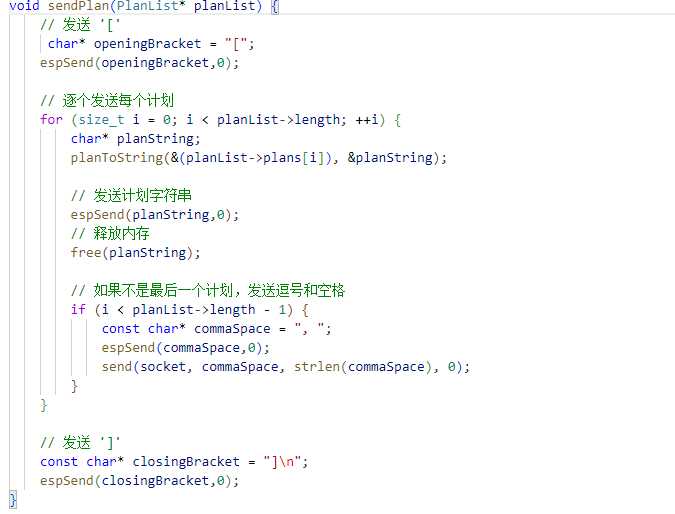 void sendPlan(PlanList* planList) {
// 发送 '['
char* openingBracket = "[";
espSend(openingBracket,0);
// 逐个发送每个计划
for (size_t i = 0; i < planList->length; ++i) {
char* planString;
planToString(&(planList->plans[i]), &planString);
// 发送计划字符串
espSend(planString,0);
// 释放内存
free(planString);
// 如果不是最后一个计划，发送逗号和空格
if (i < planList->length - 1) {
const char* commaSpace = ", ";
espSend(commaSpace,0);
send(socket, commaSpace, strlen(commaSpace), 0);
}
}
// 发送 ']'
const char* closingBracket = "]\n";
espSend(closingBracket,0);
}